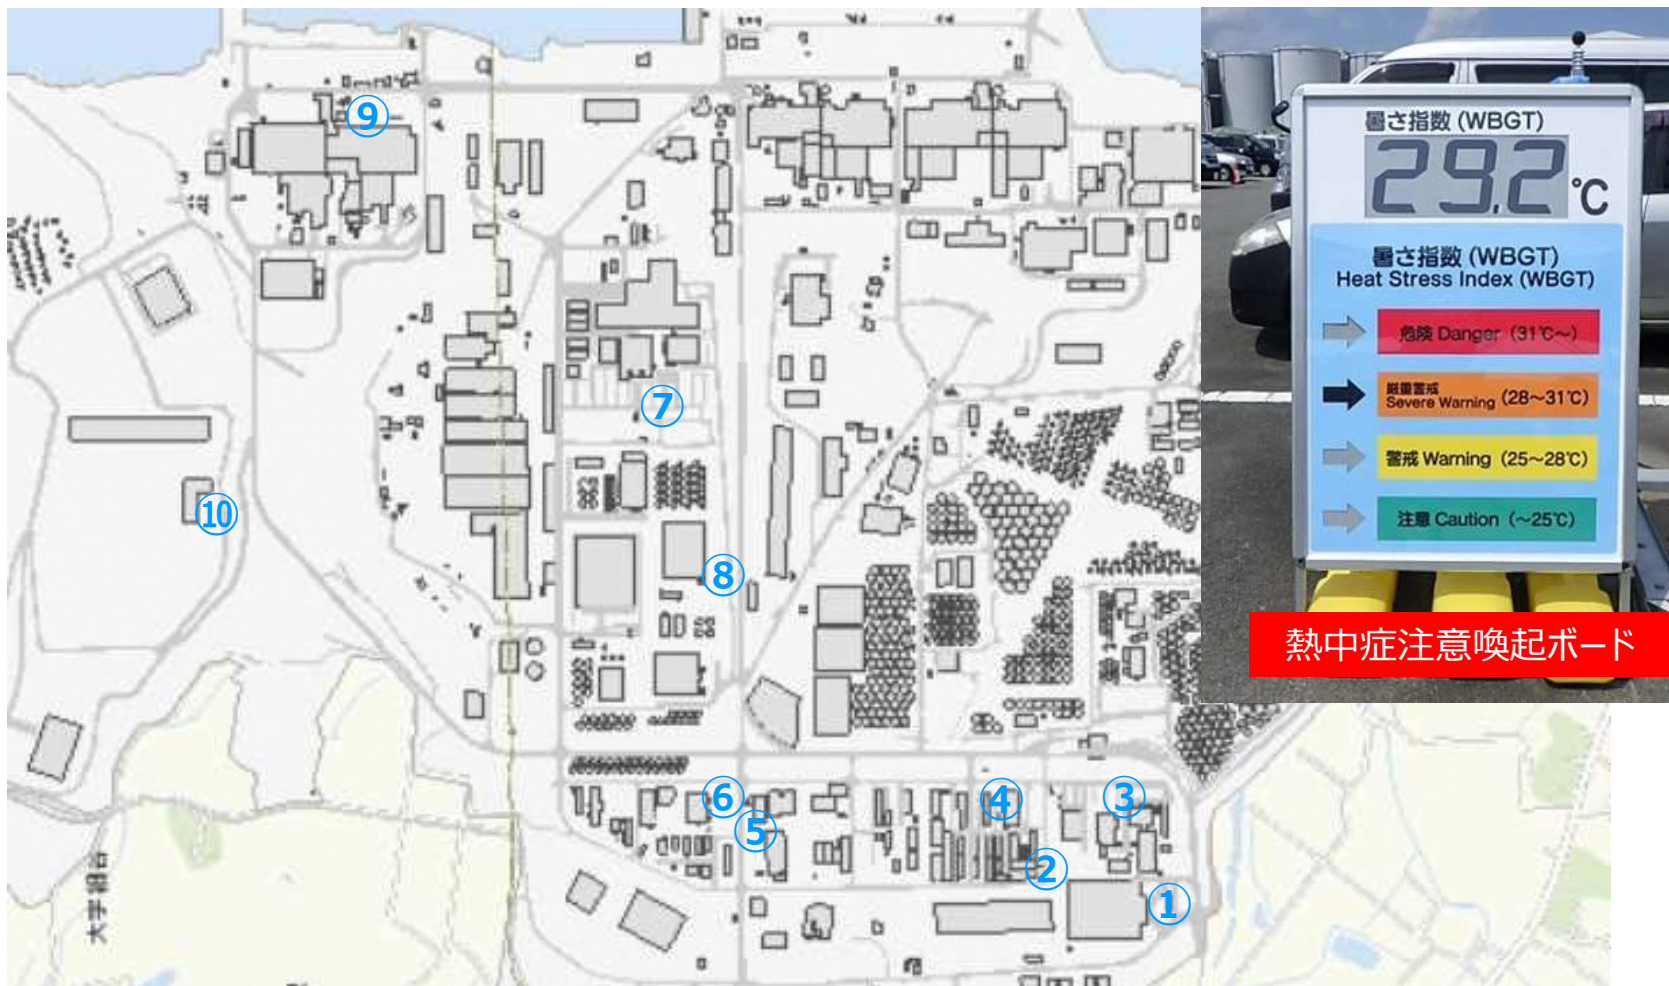 ⑨
⑦
⑩
⑧
⑥
⑤
④
③
②
①
大字細谷
暑さ指数 (WBGT)
29.2℃
暑さ指数 (WBGT)
Heat Stress Index (WBGT)
危険 Danger (31℃~)
厳重警戒
Severe Warning (28~31℃)
警戒 Warning (25~28℃)
注意 Caution (~25℃)
熱中症注意喚起ボード